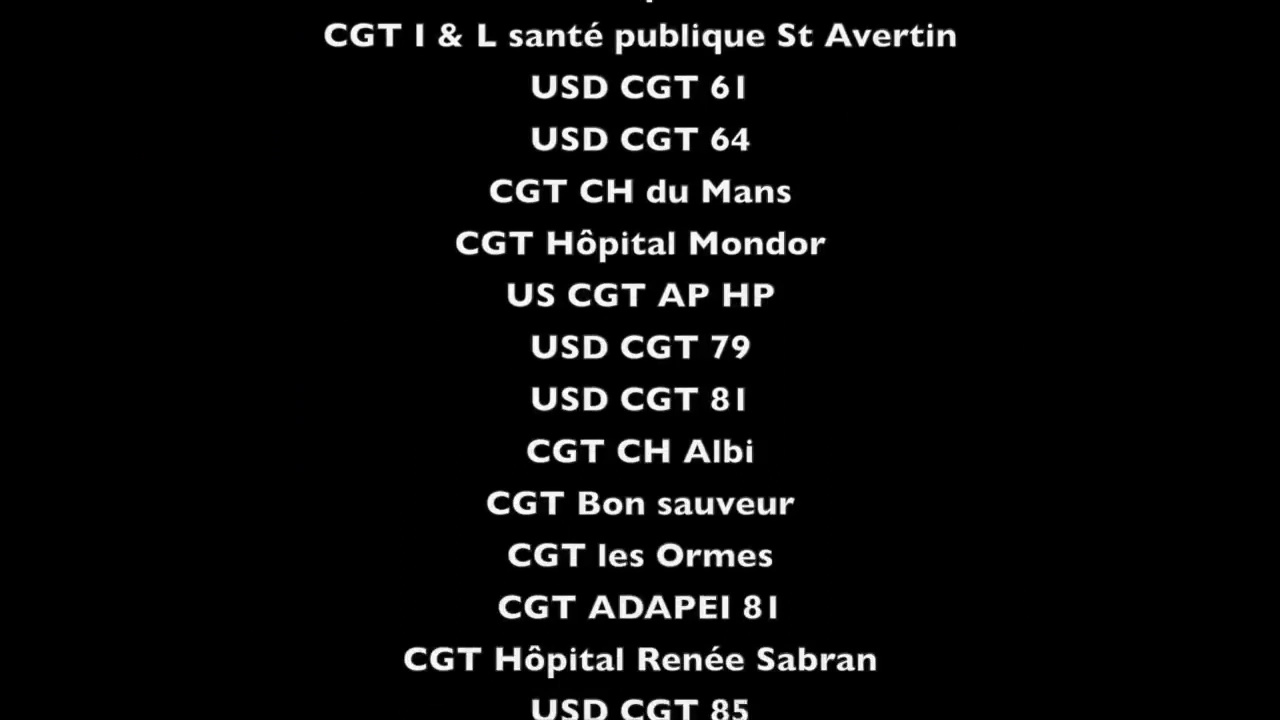 CGT I & L santé publique St Avertin
USD CGT 61
USD CGT 64
CGT CH du Mans
CGT Hôpital Mondor
US CGT AP HP
USD CGT 79
USD CGT 81
CGT CH Albi
CGT Bon sauveur
CGT les Ormes
CGT ADAPEI 81
CGT Hôpital Renée Sabran
USD CGT 85